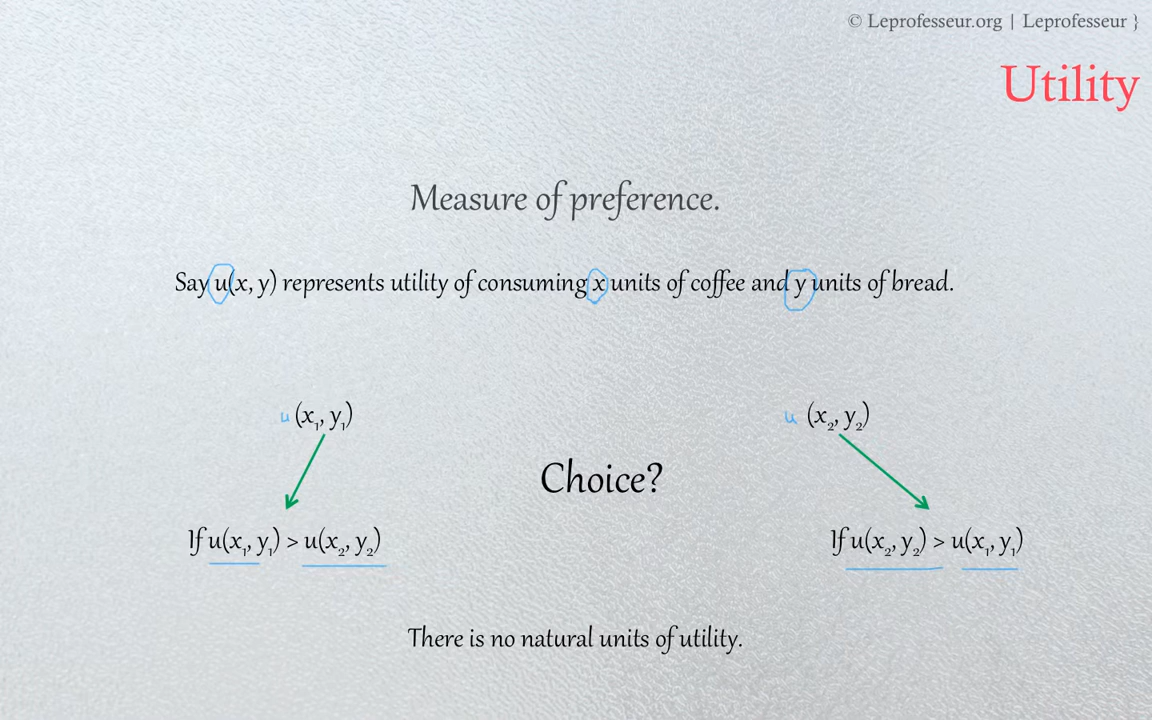 © Leprofesseur.org | Leprofesseur }
Utility
Measure of preference.
Say u(x, y) represents utility of consuming x units of coffee and y units of bread.
u (x₁, y₁)
u (x₂, y₂)
Choice?
If u(x₁, y₁) > u(x₂, y₂)
If u(x₂, y₂) > u(x₁, y₁)
There is no natural units of utility.